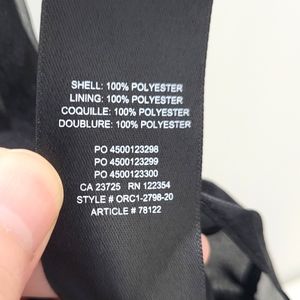 SHELL: 100% POLYESTER
LINING: 100% POLYESTER
COQUILLE: 100% POLYESTER
DOUBLURE: 100% POLYESTER
PO 4500123298
PO 4500123299
PO 4500123300
CA 23725 RN 122354
STYLE # ORC1-2798-20
ARTICLE # 78122